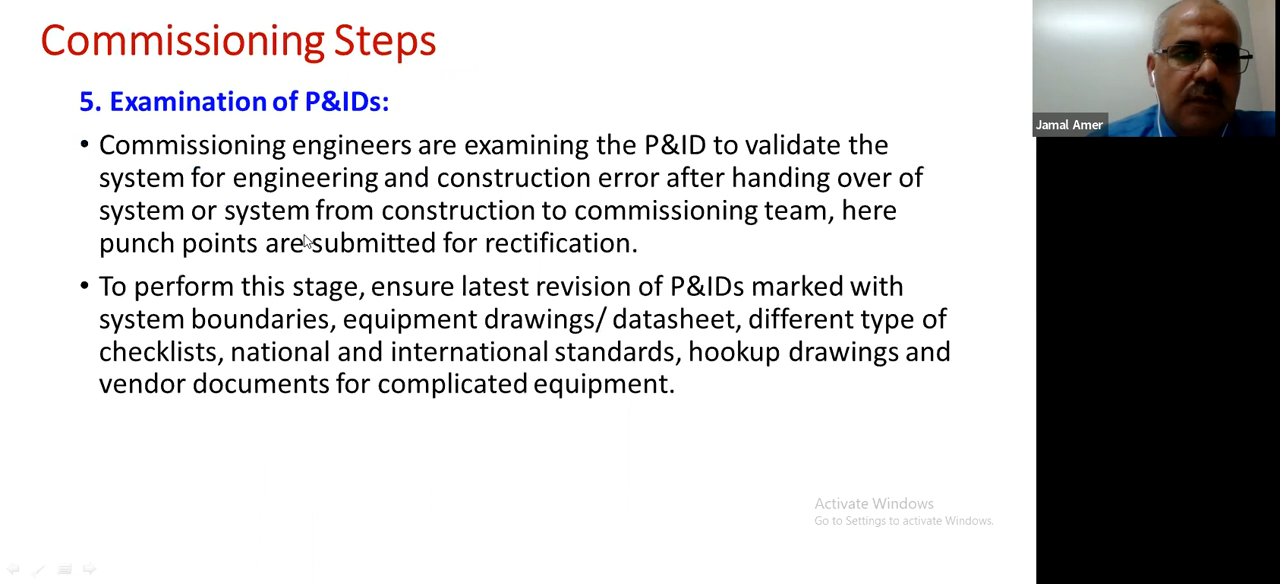 Commissioning Steps
5. Examination of P&IDs:
• Commissioning engineers are examining the P&ID to validate the
system for engineering and construction error after handing over of
system or system from construction to commissioning team, here
punch points are submitted for rectification.
• To perform this stage, ensure latest revision of P&IDs marked with
system boundaries, equipment drawings/ datasheet, different type of
checklists, national and international standards, hookup drawings and
vendor documents for complicated equipment.
Jamal Amer
Activate Windows
Go to Settings to activate Windows.